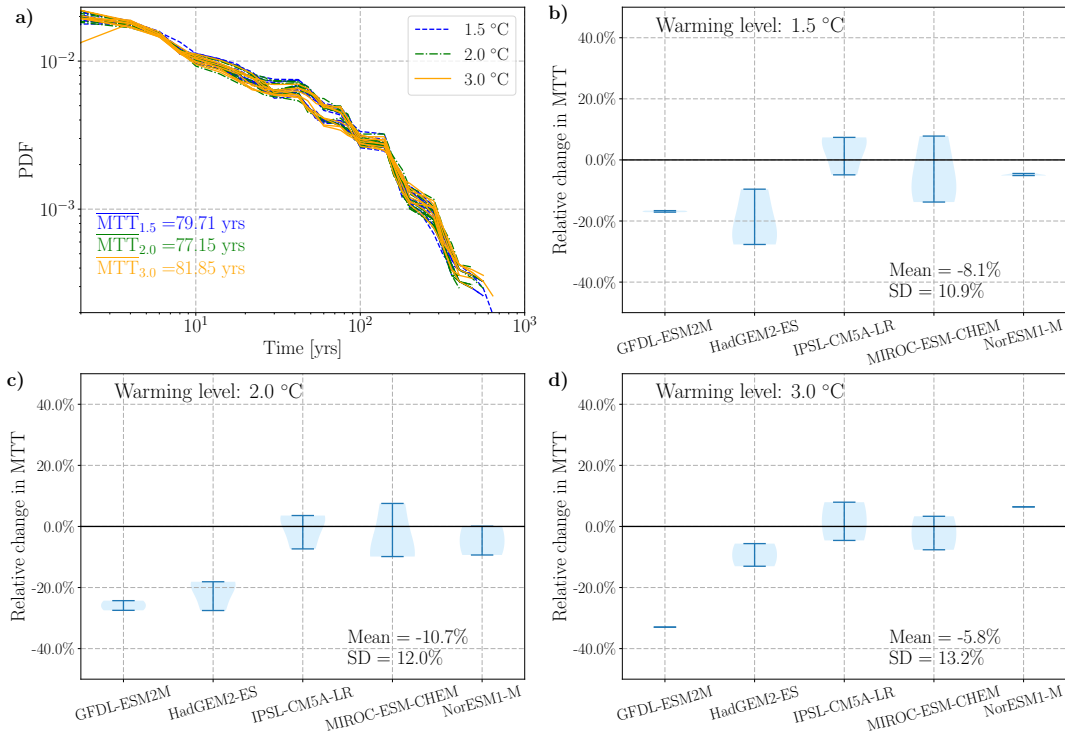 a)
1.5 °C
2.0 °C
3.0 °C
10⁻²
10⁻³
PDF
MTT1.5 =79.71 yrs
MTT2.0 =77.15 yrs
MTT3.0 =81.85 yrs
10¹
10²
10³
Time [yrs]
b)
Warming level: 1.5 °C
40.0%
20.0%
0.0%
-20.0%
-40.0%
Relative change in MTT
Mean = -8.1%
SD = 10.9%
GFDL-ESM2M
HadGEM2-ES
IPSL-CM5A-LR
MIROC-ESM-CHEM
NorESM1-M
c)
Warming level: 2.0 °C
40.0%
20.0%
0.0%
-20.0%
-40.0%
Relative change in MTT
Mean = -10.7%
SD = 12.0%
GFDL-ESM2M
HadGEM2-ES
IPSL-CM5A-LR
MIROC-ESM-CHEM
NorESM1-M
d)
Warming level: 3.0 °C
40.0%
20.0%
0.0%
-20.0%
-40.0%
Relative change in MTT
Mean = -5.8%
SD = 13.2%
GFDL-ESM2M
HadGEM2-ES
IPSL-CM5A-LR
MIROC-ESM-CHEM
NorESM1-M